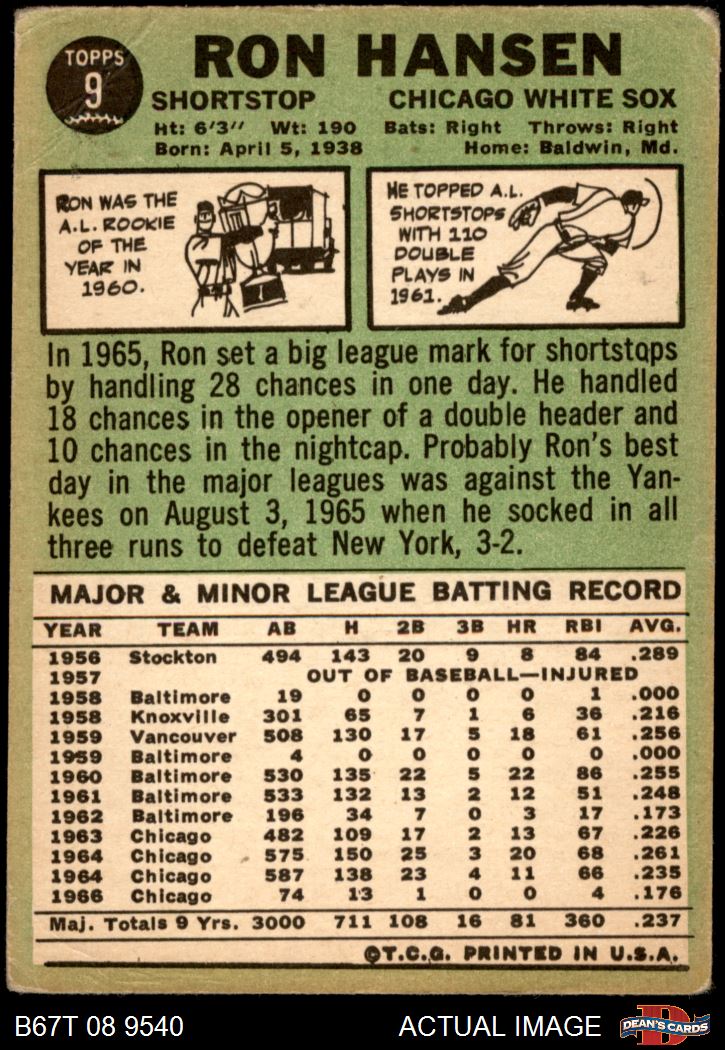 TOPPS
9
RON HANSEN
SHORTSTOP CHICAGO WHITE SOX
Ht: 6'3" Wt: 190 Bats: Right Throws: Right
Born: April 5, 1938 Home: Baldwin, Md.
RON WAS THE
A.L. ROOKIE
OF THE
YEAR IN
1960.
HE TOPPED A.L.
SHORTSTOPS
WITH 110
DOUBLE
PLAYS IN
1961.
In 1965, Ron set a big league mark for shortstops
by handling 28 chances in one day. He handled
18 chances in the opener of a double header and
10 chances in the nightcap. Probably Ron's best
day in the major leagues was against the Yan-
kees on August 3, 1965 when he socked in all
three runs to defeat New York, 3-2.
MAJOR & MINOR LEAGUE BATTING RECORD
YEAR TEAM AB H 2B 3B HR RBI AVG.
1956 Stockton 494 143 20 9 8 84 .289
1957 OUT OF BASEBALL—INJURED
1958 Baltimore 19 0 0 0 0 1 .000
1958 Knoxville 301 65 7 1 6 36 .216
1959 Vancouver 508 130 17 5 18 61 .256
1959 Baltimore 4 0 0 0 0 0 .000
1960 Baltimore 530 135 22 5 22 86 .255
1961 Baltimore 533 132 13 2 12 51 .248
1962 Baltimore 196 34 7 0 3 17 .173
1963 Chicago 482 109 17 2 13 67 .226
1964 Chicago 575 150 25 3 20 68 .261
1964 Chicago 587 138 23 4 11 66 .235
1966 Chicago 74 13 1 0 0 4 .176
Maj. Totals 9 Yrs. 3000 711 108 16 81 360 .237
©T.C.G. PRINTED IN U.S.A.
B67T 08 9540 ACTUAL IMAGE
D
DEAN'S CARDS